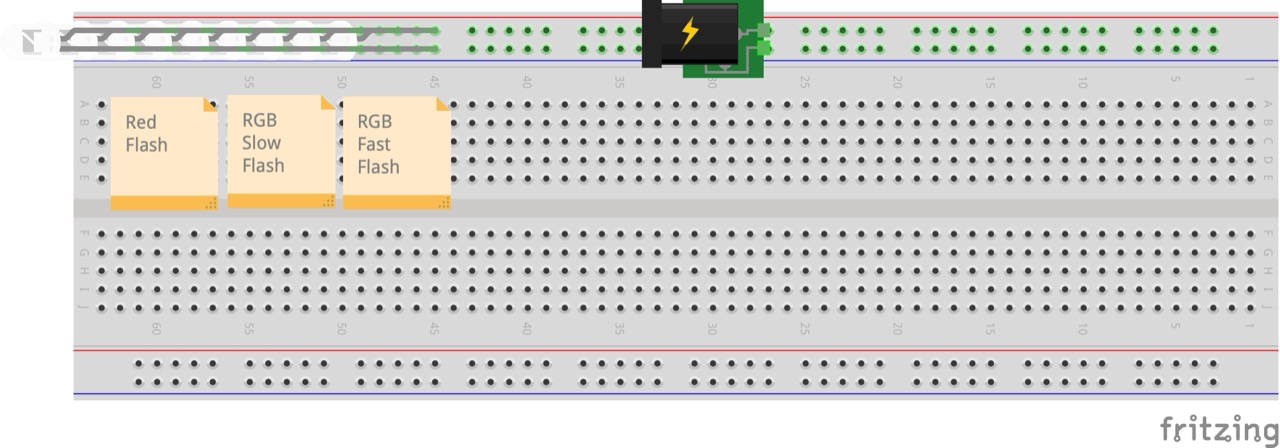 60 55 50 45 40 35 30 25 20 15 10 5 1
A A
B B
C C
D D
E E
Red
Flash
RGB
Slow
Flash
RGB
Fast
Flash
F F
G G
H H
I I
J J
60 55 50 45 40 35 30 25 20 15 10 5 1
fritzing